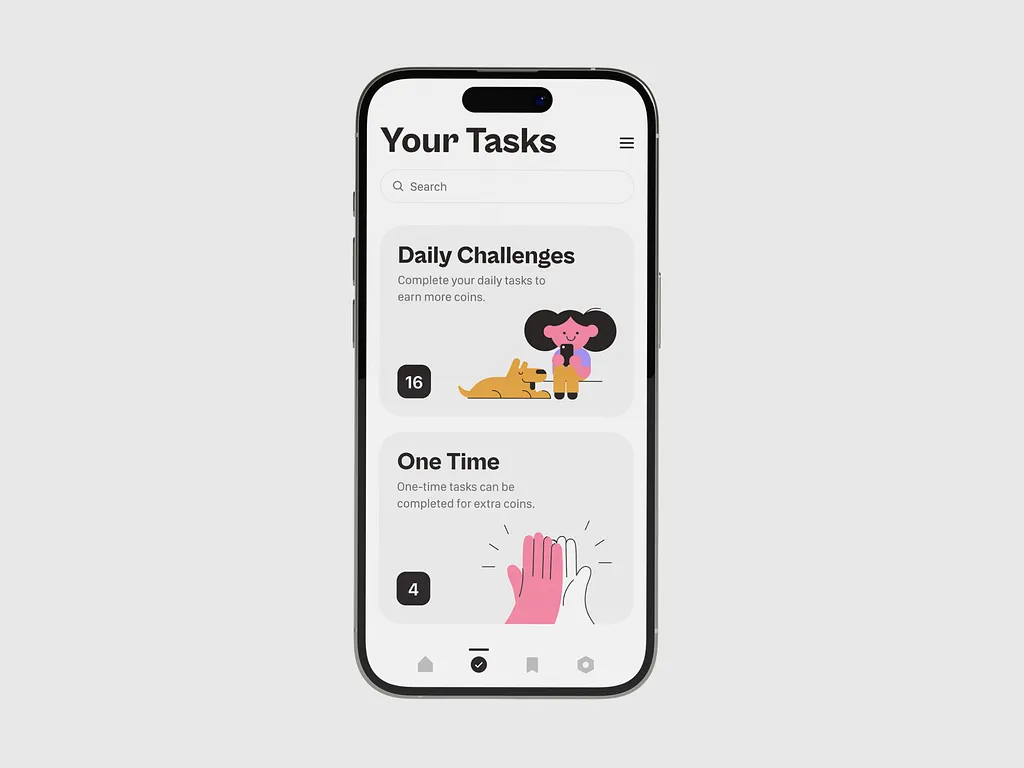 Your Tasks
Search
Daily Challenges
Complete your daily tasks to
earn more coins.
16
One Time
One-time tasks can be
completed for extra coins.
4